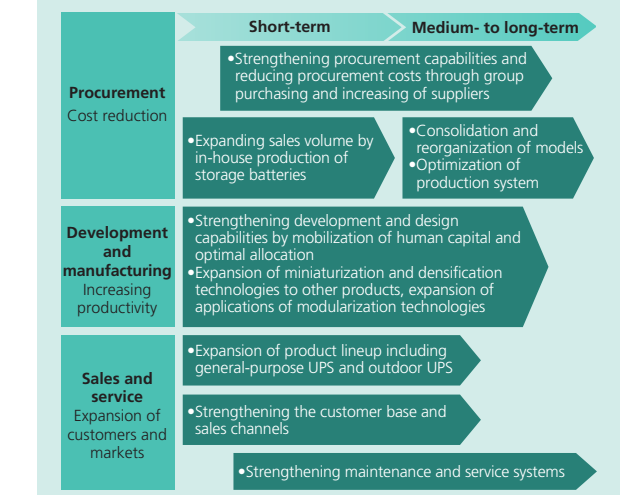 Short-term
Medium- to long-term
Procurement
Cost reduction
•Strengthening procurement capabilities and
reducing procurement costs through group
purchasing and increasing of suppliers
•Expanding sales volume by
in-house production of
storage batteries
•Consolidation and
reorganization of models
•Optimization of
production system
Development
and
manufacturing
Increasing
productivity
•Strengthening development and design
capabilities by mobilization of human capital and
optimal allocation
•Expansion of miniaturization and densification
technologies to other products, expansion of
applications of modularization technologies
Sales and
service
Expansion of
customers and
markets
•Expansion of product lineup including
general-purpose UPS and outdoor UPS
•Strengthening the customer base and
sales channels
•Strengthening maintenance and service systems